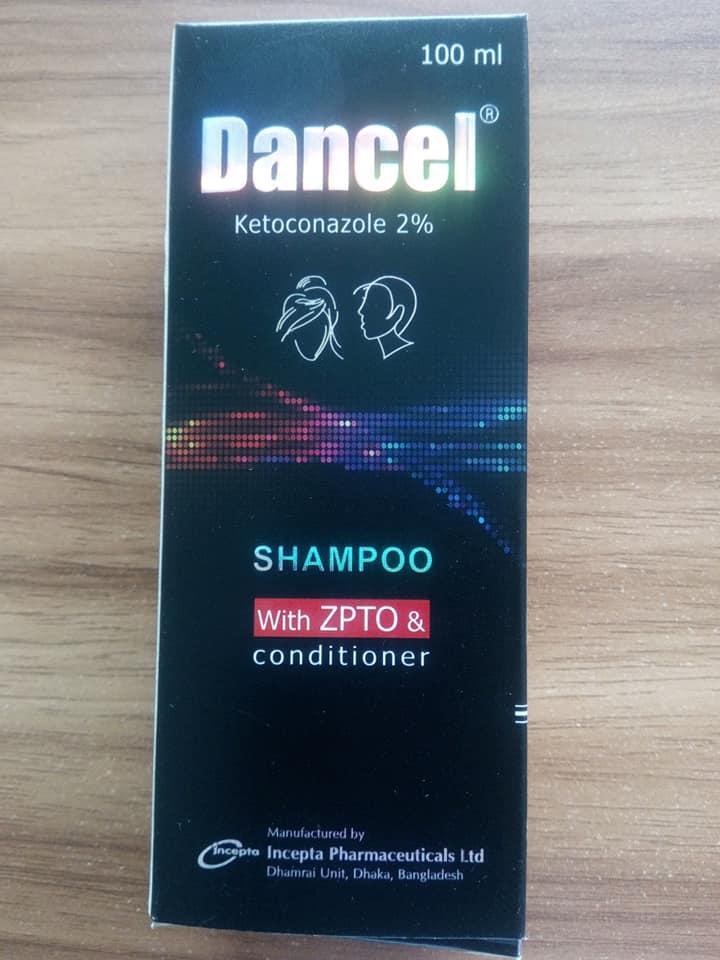 100 ml
Dancel®
Ketoconazole 2%
SHAMPOO
With ZPTO &
conditioner
Manufactured by
Incepta
Incepta Pharmaceuticals Ltd
Dhamrai Unit, Dhaka, Bangladesh